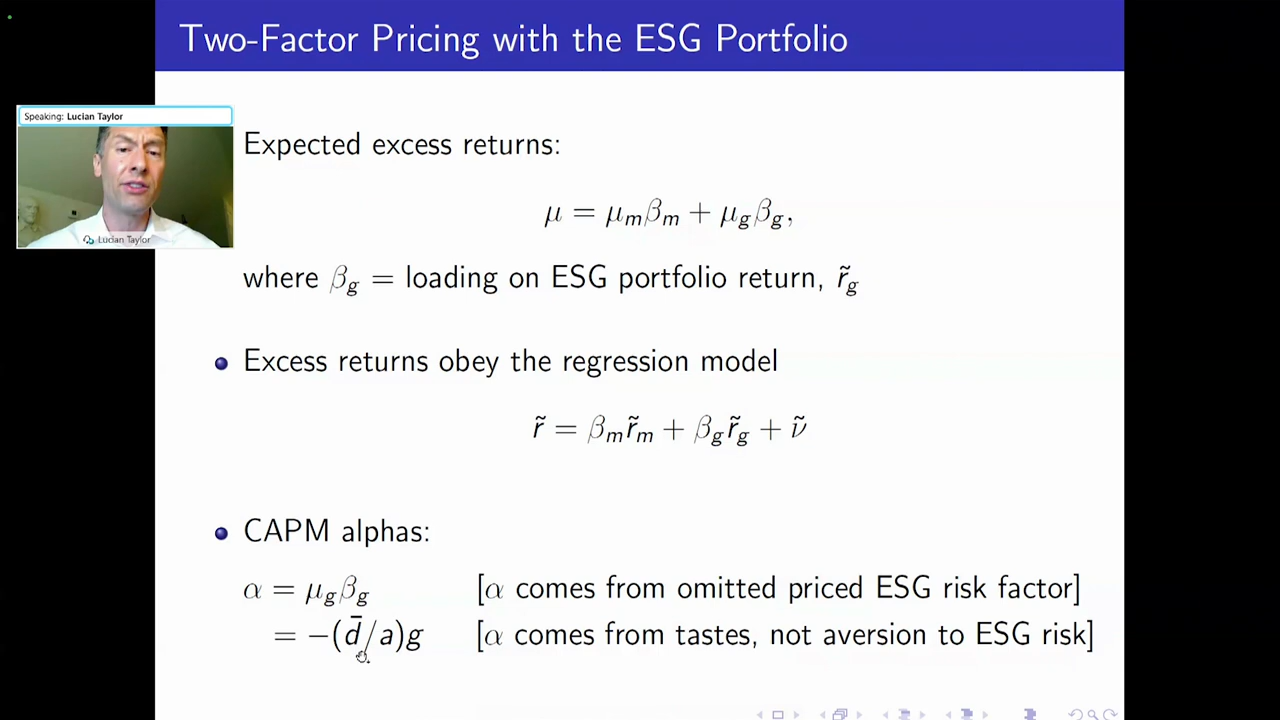 Two-Factor Pricing with the ESG Portfolio
Speaking: Lucian Taylor
Lucian Taylor
Expected excess returns:
μ = μ_m β_m + μ_g β_g,
where β_g = loading on ESG portfolio return, r̃_g
Excess returns obey the regression model
r̃ = β_m r̃_m + β_g r̃_g + ν̃
CAPM alphas:
α = μ_g β_g [α comes from omitted priced ESG risk factor]
= −(d̄/a)g [α comes from tastes, not aversion to ESG risk]